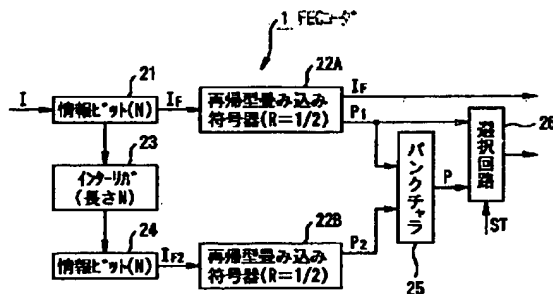 1 FECコーダ
21
22A
I
情報ビット(N)
IF
再帰型畳み込み
符号器(R=1/2)
IF
P1
23
26
インターリバ
(長さN)
パンクチャラ
P
選択回路
24
22B
ST
情報ビット(N)
IF2
再帰型畳み込み
符号器(R=1/2)
P2
25